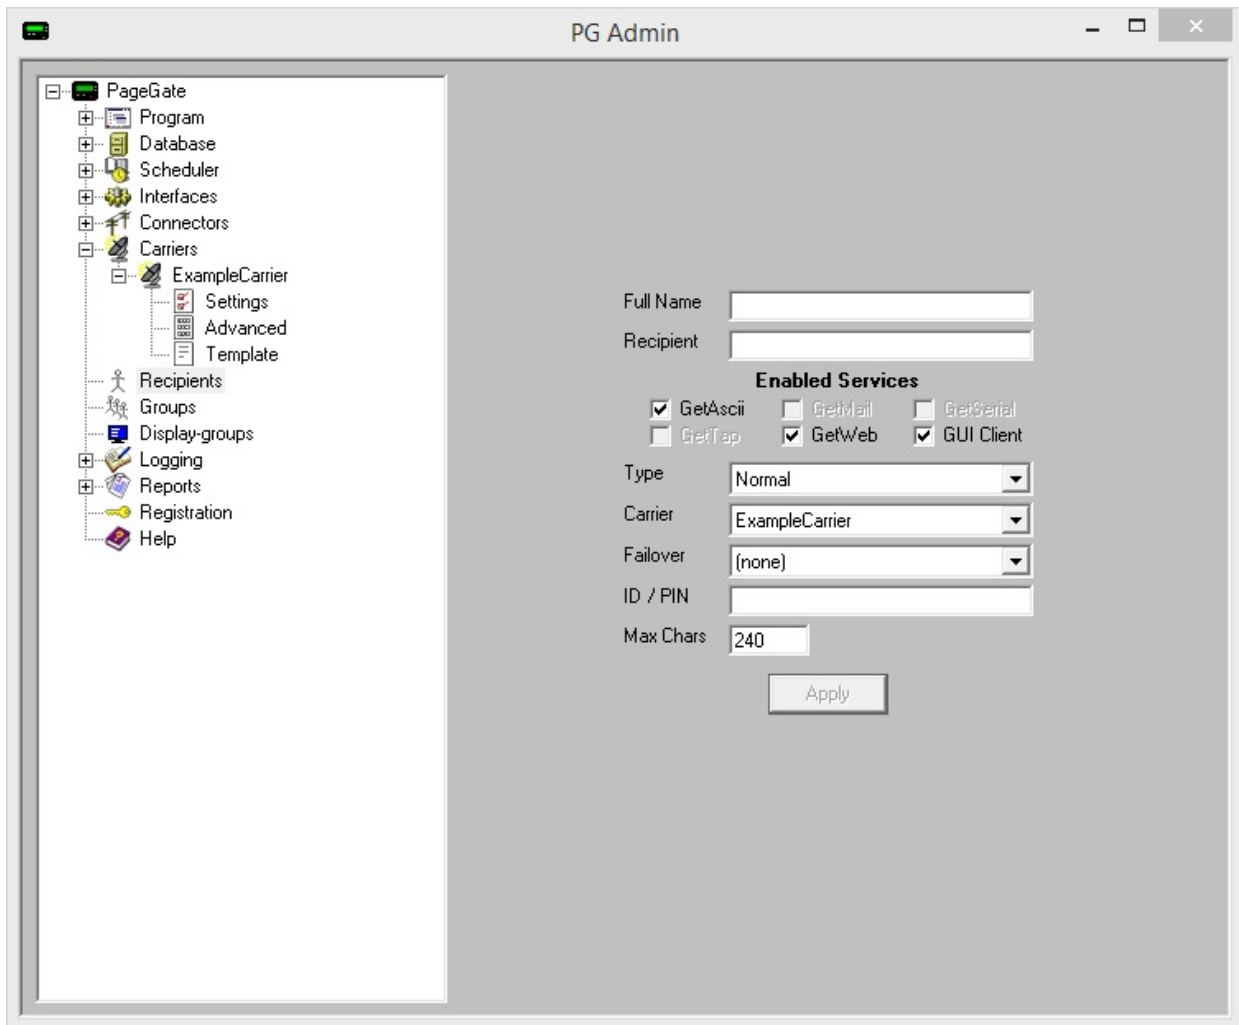 PG Admin
PageGate
Program
Database
Scheduler
Interfaces
Connectors
Carriers
ExampleCarrier
Settings
Advanced
Template
Recipients
Groups
Display-groups
Logging
Reports
Registration
Help
Full Name
Recipient
Enabled Services
GetAscii GetMail GetSerial
GetTap GetWeb GUI Client
Type Normal
Carrier ExampleCarrier
Failover (none)
ID / PIN
Max Chars 240
Apply